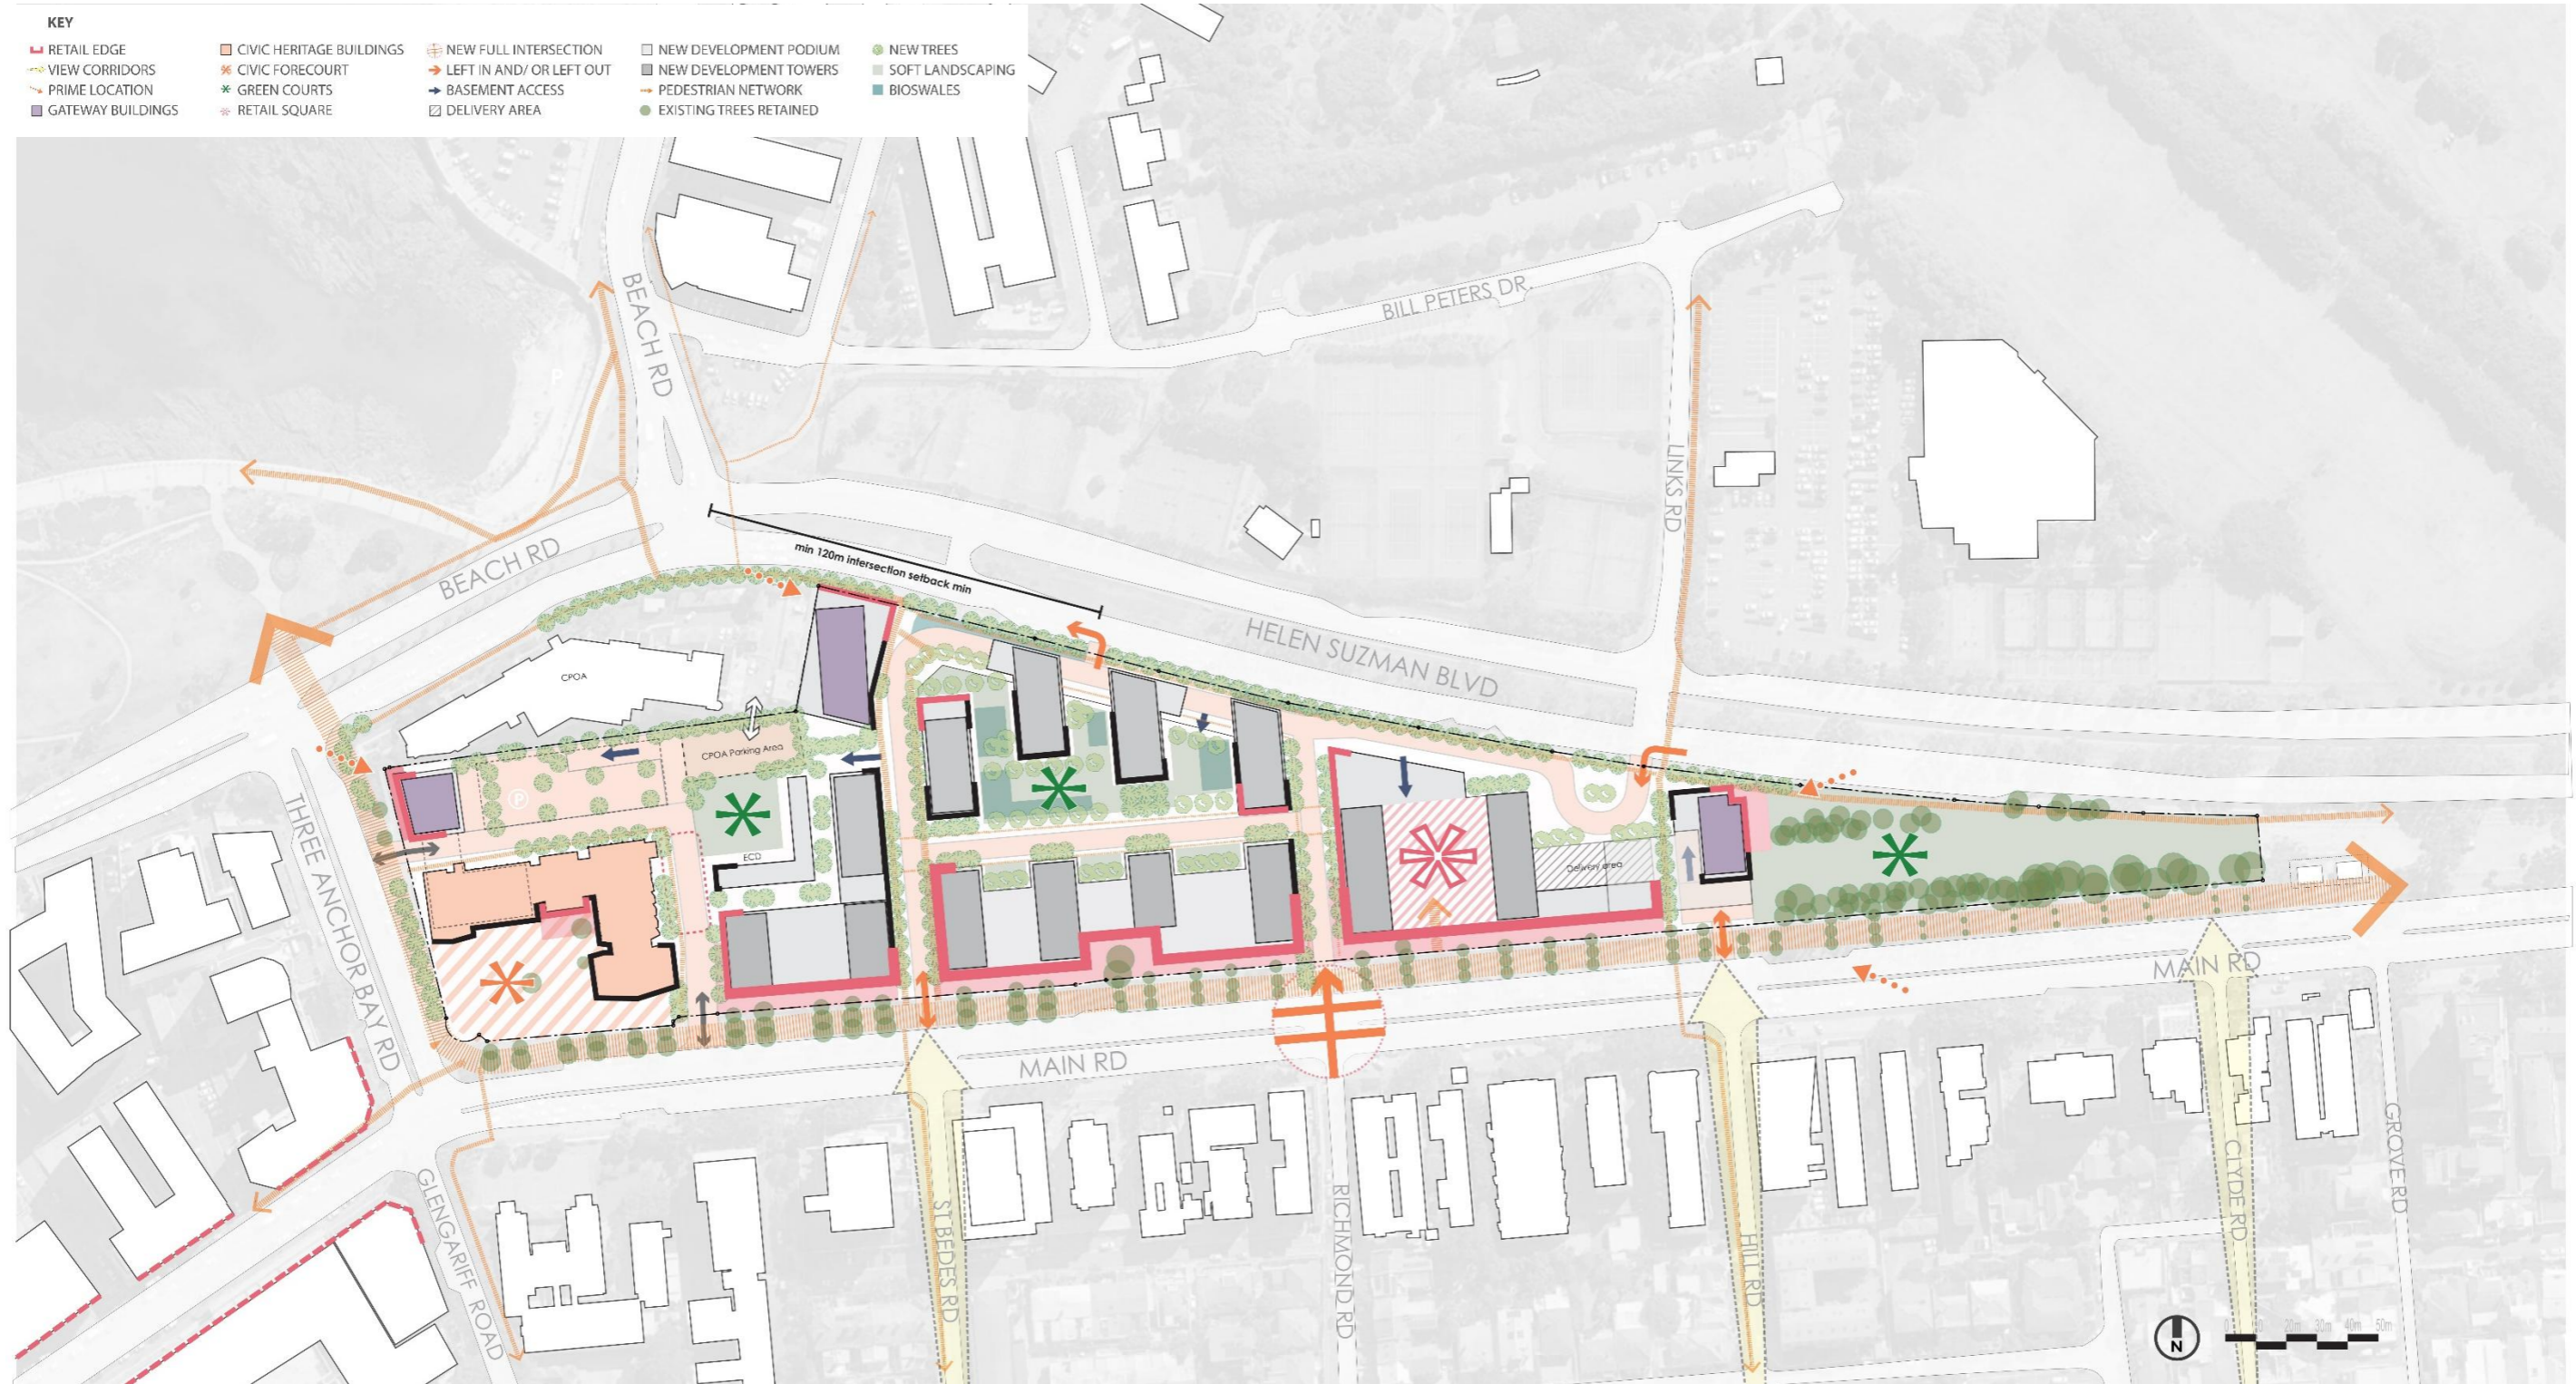 KEY
RETAIL EDGE
VIEW CORRIDORS
PRIME LOCATION
GATEWAY BUILDINGS
CIVIC HERITAGE BUILDINGS
CIVIC FORECOURT
GREEN COURTS
RETAIL SQUARE
NEW FULL INTERSECTION
LEFT IN AND/ OR LEFT OUT
BASEMENT ACCESS
DELIVERY AREA
NEW DEVELOPMENT PODIUM
NEW DEVELOPMENT TOWERS
PEDESTRIAN NETWORK
EXISTING TREES RETAINED
NEW TREES
SOFT LANDSCAPING
BIOSWALES
BEACH RD
BILL PETERS DR.
P
LINKS RD
BEACH RD
min 120m intersection setback min
HELEN SUZMAN BLVD
CPOA
CPOA Parking Area
P
ECD
Delivery area
THREE ANCHOR BAY RD
MAIN RD
MAIN RD
GLENGARIFF ROAD
ST BEDES RD
RICHMOND RD
HILL RD
CLYDE RD
GROVE RD
N
20m 30m 40m 50m